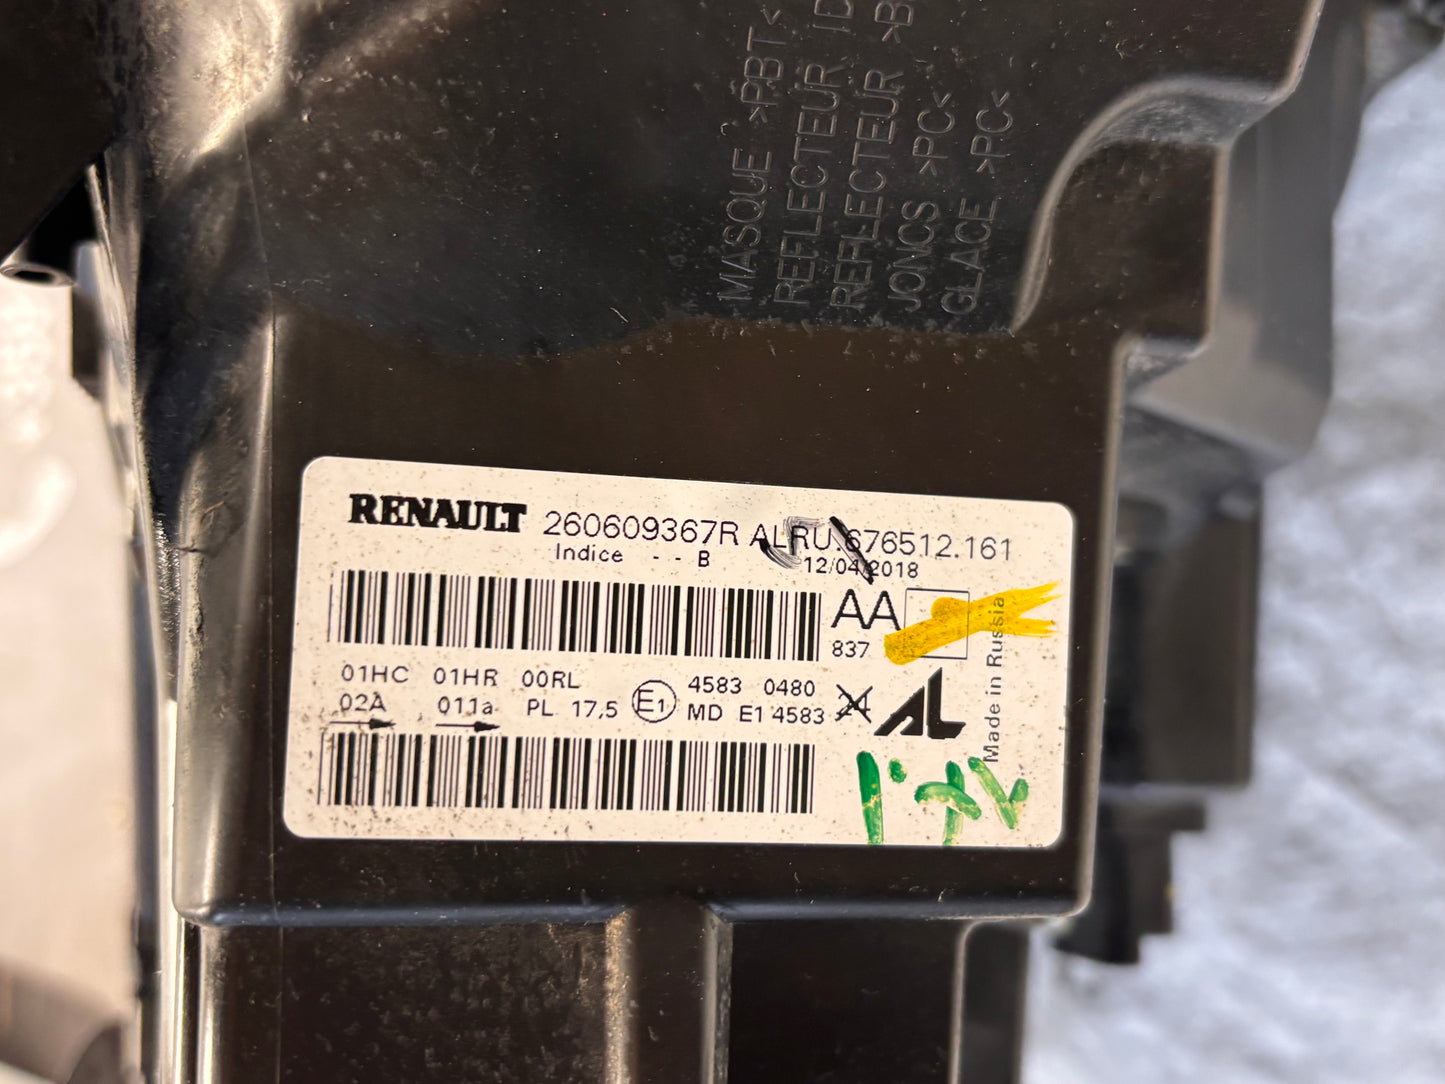 MASQUE >PBT<
REFLECTEUR
REFLECTEUR
JONCS >PC<
GLACE >PC<
RENAULT 260609367R ALRU.676512.161
Indice - - B 12/04/2018
AA
837
Made in Russia
01HC 01HR 00RL E1 4583 0480
02A 011a PL 17,5 MD E1 4583 24 AL